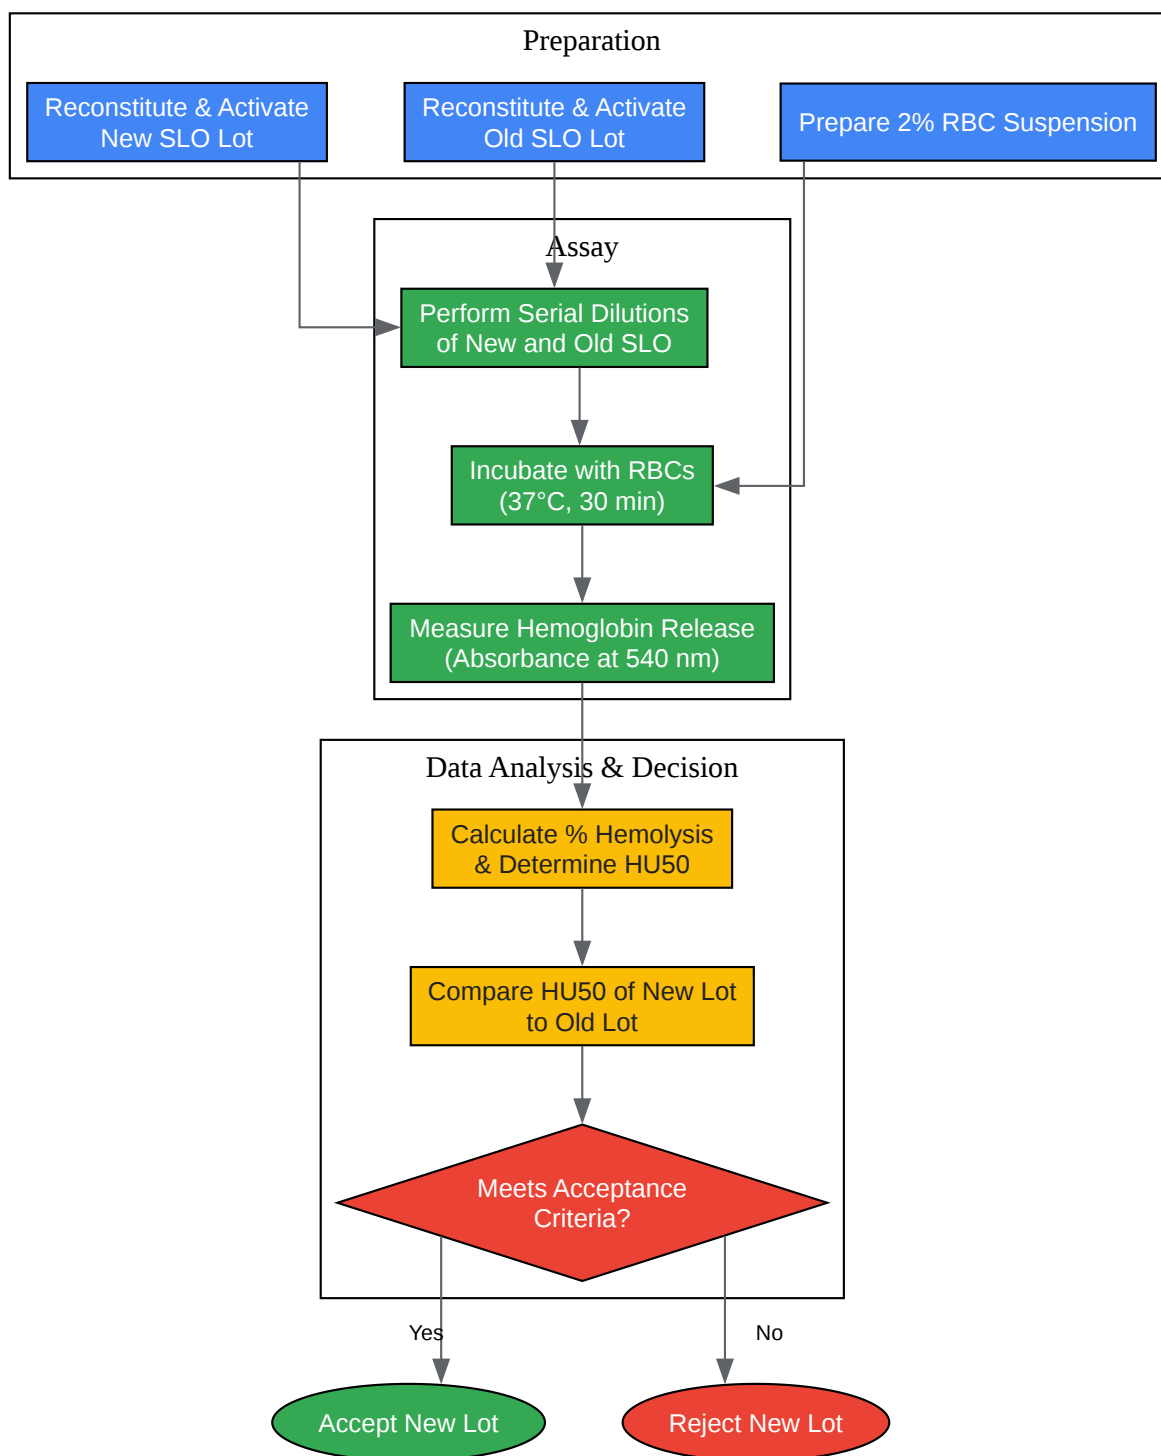 Preparation
Reconstitute & Activate
New SLO Lot
Reconstitute & Activate
Old SLO Lot
Prepare 2% RBC Suspension
Assay
Perform Serial Dilutions
of New and Old SLO
Incubate with RBCs
(37°C, 30 min)
Measure Hemoglobin Release
(Absorbance at 540 nm)
Data Analysis & Decision
Calculate % Hemolysis
& Determine HU50
Compare HU50 of New Lot
to Old Lot
Meets Acceptance
Criteria?
Yes
No
Accept New Lot
Reject New Lot